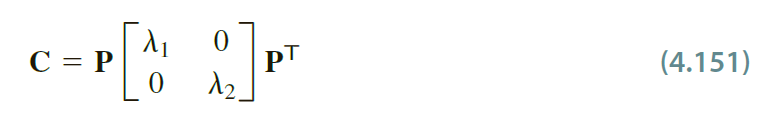 C = P [λ₁ 0; 0 λ₂] Pᵀ (4.151)